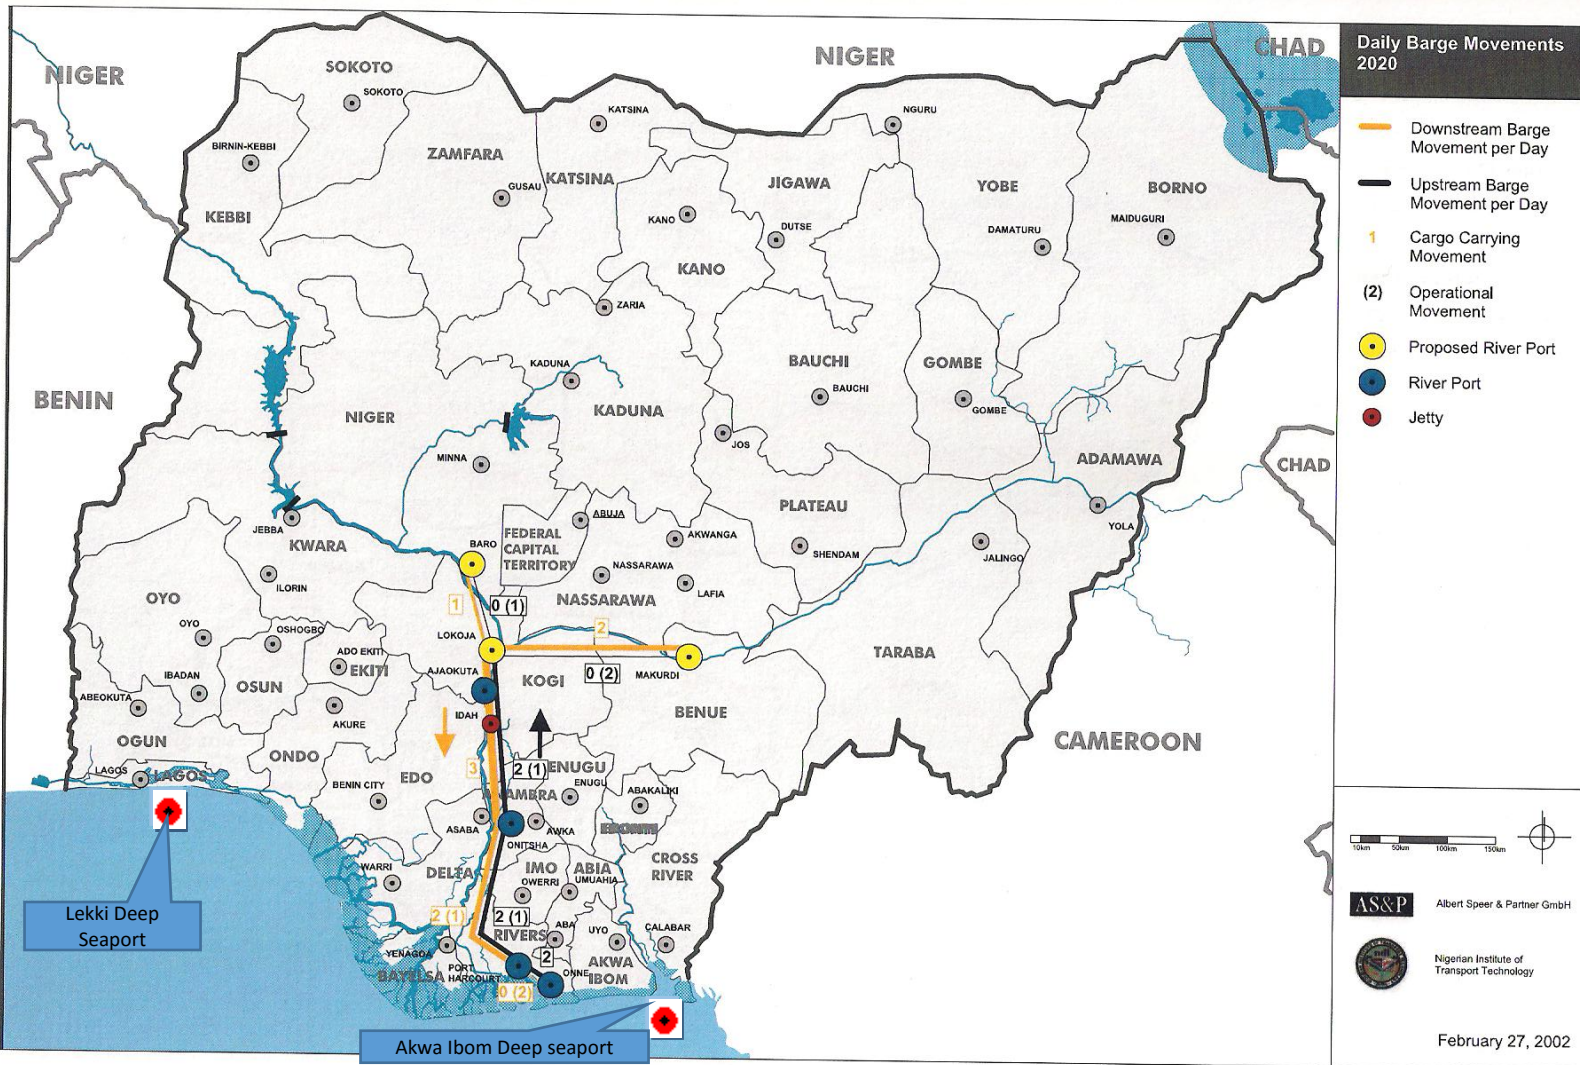 NIGER
NIGER
CHAD
SOKOTO
SOKOTO
KATSINA
NGURU
BIRNIN-KEBBI
ZAMFARA
KATSINA
GUSAU
JIGAWA
YOBE
BORNO
KEBBI
KANO
DUTSE
DAMATURU
MAIDUGURI
KANO
ZARIA
BENIN
KADUNA
BAUCHI
GOMBE
NIGER
KADUNA
BAUCHI
GOMBE
JOS
MINNA
ADAMAWA
CHAD
PLATEAU
ABUJA
YOLA
JEBBA
KWARA
FEDERAL
CAPITAL
TERRITORY
AKWANGA
BARO
SHENDAM
JALINGO
NASSARAWA
ILORIN
LAFIA
OYO
NASSARAWA
1
0 (1)
OYO
OSHOGBO
LOKOJA
2
ADO EKITI
EKITI
TARABA
IBADAN
OSUN
AJAOKUTA
KOGI
0 (2)
MAKURDI
ABEOKUTA
AKURE
IDAH
BENUE
OGUN
ONDO
CAMEROON
LAGOS
LAGOS
EDO
3
2 (1)
ENUGU
BENIN CITY
ENUGU
ABAKALIKI
ANAMBRA
ASABA
AWKA
EBONYI
ONITSHA
WARRI
DELTA
IMO
ABIA
CROSS
RIVER
OWERRI
UMUAHIA
2 (1)
2 (1)
RIVERS
ABA
UYO
CALABAR
YENAGOA
2
BAYELSA
PORT
HARCOURT
ONNE
AKWA
IBOM
0 (2)
Lekki Deep
Seaport
Akwa Ibom Deep seaport
Daily Barge Movements
2020
Downstream Barge
Movement per Day
Upstream Barge
Movement per Day
1
Cargo Carrying
Movement
(2)
Operational
Movement
Proposed River Port
River Port
Jetty
10km
50km
100km
150km
AS&P
Albert Speer & Partner GmbH
Nigerian Institute of
Transport Technology
February 27, 2002